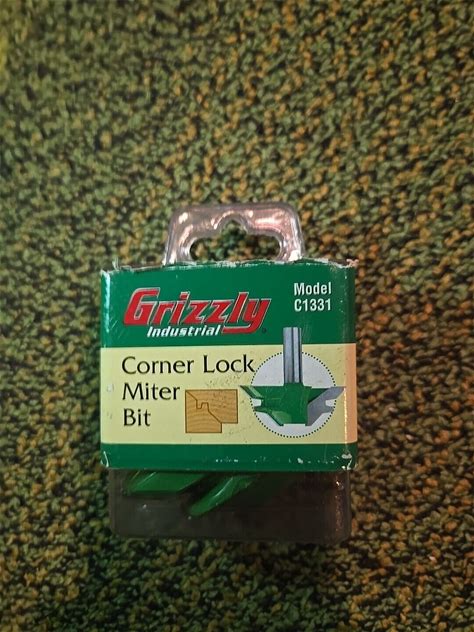 Grizzly
Industrial
Model
C1331
Corner Lock
Miter
Bit